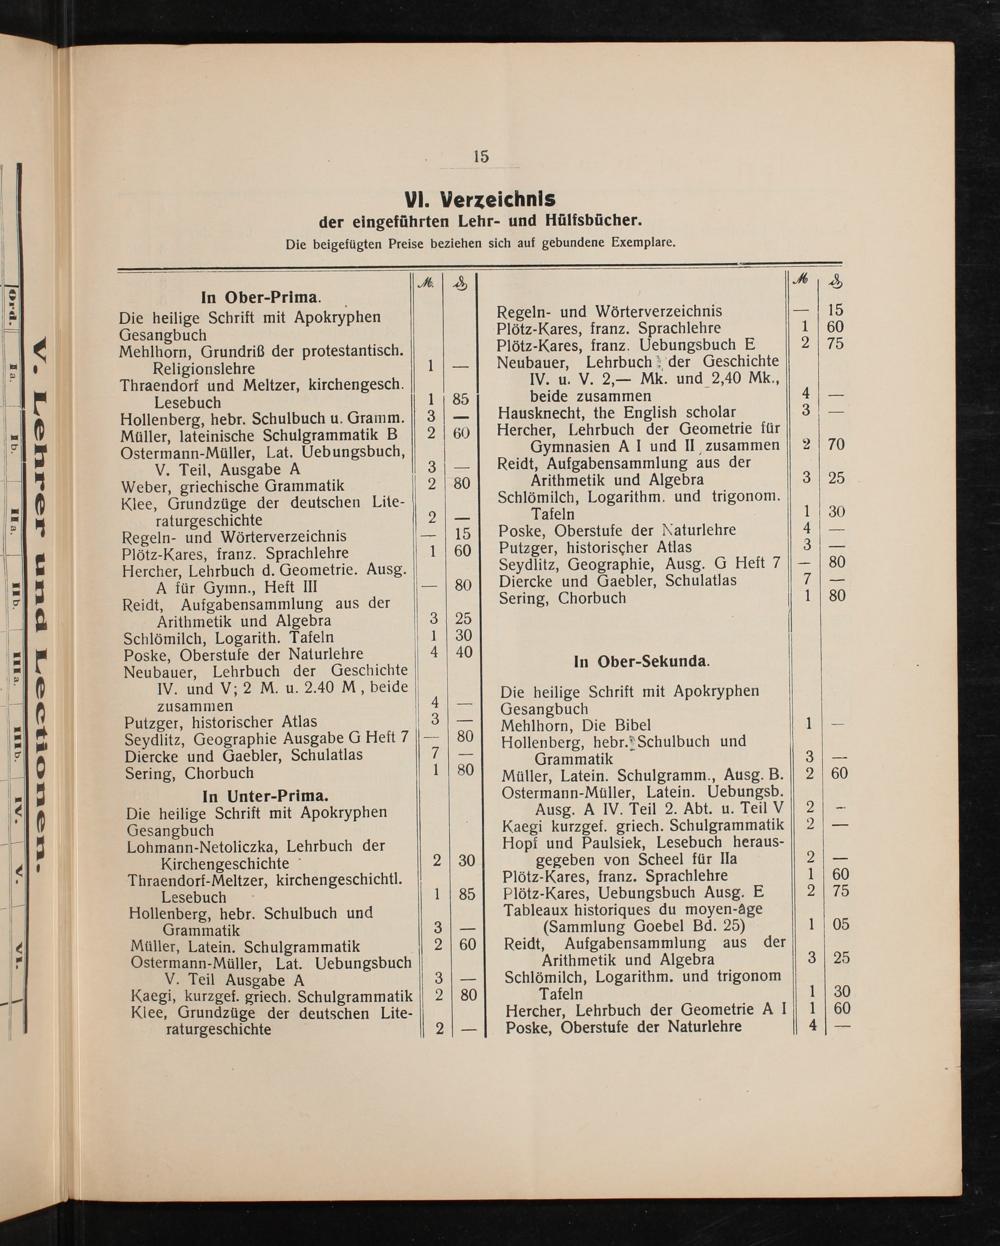 15
VI. Verzeichnis
der eingeführten Lehr- und Hülfsbücher.
Die beigefügten Preise beziehen sich auf gebundene Exemplare.
M. ₰
In Ober-Prima.
Die heilige Schrift mit Apokryphen
Gesangbuch
Mehlhorn, Grundriß der protestantisch.
Religionslehre 1 —
Thraendorf und Meltzer, kirchengesch.
Lesebuch 1 85
Hollenberg, hebr. Schulbuch u. Gramm. 3 —
Müller, lateinische Schulgrammatik B 2 60
Ostermann-Müller, Lat. Uebungsbuch,
V. Teil, Ausgabe A 3 —
Weber, griechische Grammatik 2 80
Klee, Grundzüge der deutschen Lite-
raturgeschichte 2 —
Regeln- und Wörterverzeichnis — 15
Plötz-Kares, franz. Sprachlehre 1 60
Hercher, Lehrbuch d. Geometrie. Ausg.
A für Gymn., Heft III — 80
Reidt, Aufgabensammlung aus der
Arithmetik und Algebra 3 25
Schlömilch, Logarith. Tafeln 1 30
Poske, Oberstufe der Naturlehre 4 40
Neubauer, Lehrbuch der Geschichte
IV. und V; 2 M. u. 2.40 M, beide
zusammen 4 —
Putzger, historischer Atlas 3 —
Seydlitz, Geographie Ausgabe G Heft 7 — 80
Diercke und Gaebler, Schulatlas 7 —
Sering, Chorbuch 1 80
In Unter-Prima.
Die heilige Schrift mit Apokryphen
Gesangbuch
Lohmann-Netoliczka, Lehrbuch der
Kirchengeschichte 2 30
Thraendorf-Meltzer, kirchengeschichtl.
Lesebuch 1 85
Hollenberg, hebr. Schulbuch und
Grammatik 3 —
Müller, Latein. Schulgrammatik 2 60
Ostermann-Müller, Lat. Uebungsbuch
V. Teil Ausgabe A 3 —
Kaegi, kurzgef. griech. Schulgrammatik 2 80
Klee, Grundzüge der deutschen Lite-
raturgeschichte 2 —
M ₰
Regeln- und Wörterverzeichnis — 15
Plötz-Kares, franz. Sprachlehre 1 60
Plötz-Kares, franz. Uebungsbuch E 2 75
Neubauer, Lehrbuch der Geschichte
IV. u. V. 2,— Mk. und 2,40 Mk.,
beide zusammen 4 —
Hausknecht, the English scholar 3 —
Hercher, Lehrbuch der Geometrie für
Gymnasien A I und II zusammen 2 70
Reidt, Aufgabensammlung aus der
Arithmetik und Algebra 3 25
Schlömilch, Logarithm. und trigonom.
Tafeln 1 30
Poske, Oberstufe der Naturlehre 4 —
Putzger, historischer Atlas 3 —
Seydlitz, Geographie, Ausg. G Heft 7 — 80
Diercke und Gaebler, Schulatlas 7 —
Sering, Chorbuch 1 80
In Ober-Sekunda.
Die heilige Schrift mit Apokryphen
Gesangbuch
Mehlhorn, Die Bibel 1 —
Hollenberg, hebr. Schulbuch und
Grammatik 3 —
Müller, Latein. Schulgramm., Ausg. B. 2 60
Ostermann-Müller, Latein. Uebungsb.
Ausg. A IV. Teil 2. Abt. u. Teil V 2 —
Kaegi kurzgef. griech. Schulgrammatik 2 —
Hopf und Paulsiek, Lesebuch heraus-
gegeben von Scheel für IIa 2 —
Plötz-Kares, franz. Sprachlehre 1 60
Plötz-Kares, Uebungsbuch Ausg. E 2 75
Tableaux historiques du moyen-âge
(Sammlung Goebel Bd. 25) 1 05
Reidt, Aufgabensammlung aus der
Arithmetik und Algebra 3 25
Schlömilch, Logarithm. und trigonom
Tafeln 1 30
Hercher, Lehrbuch der Geometrie A I 1 60
Poske, Oberstufe der Naturlehre 4 —
V. Lehrer und Lectionen.
Ord. Ia. Ib. IIa. IIb. IIIa. IIIb. IV. V. VI.